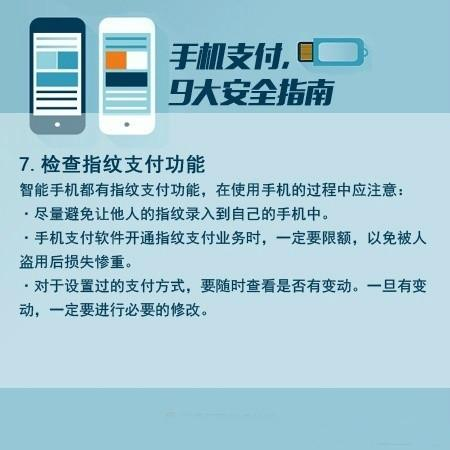 手机支付，
9大安全指南
7. 检查指纹支付功能
智能手机都有指纹支付功能，在使用手机的过程中应注意：
·尽量避免让他人的指纹录入到自己的手机中。
·手机支付软件开通指纹支付业务时，一定要限额，以免被人
盗用后损失惨重。
·对于设置过的支付方式，要随时查看是否有变动。一旦有变
动，一定要进行必要的修改。